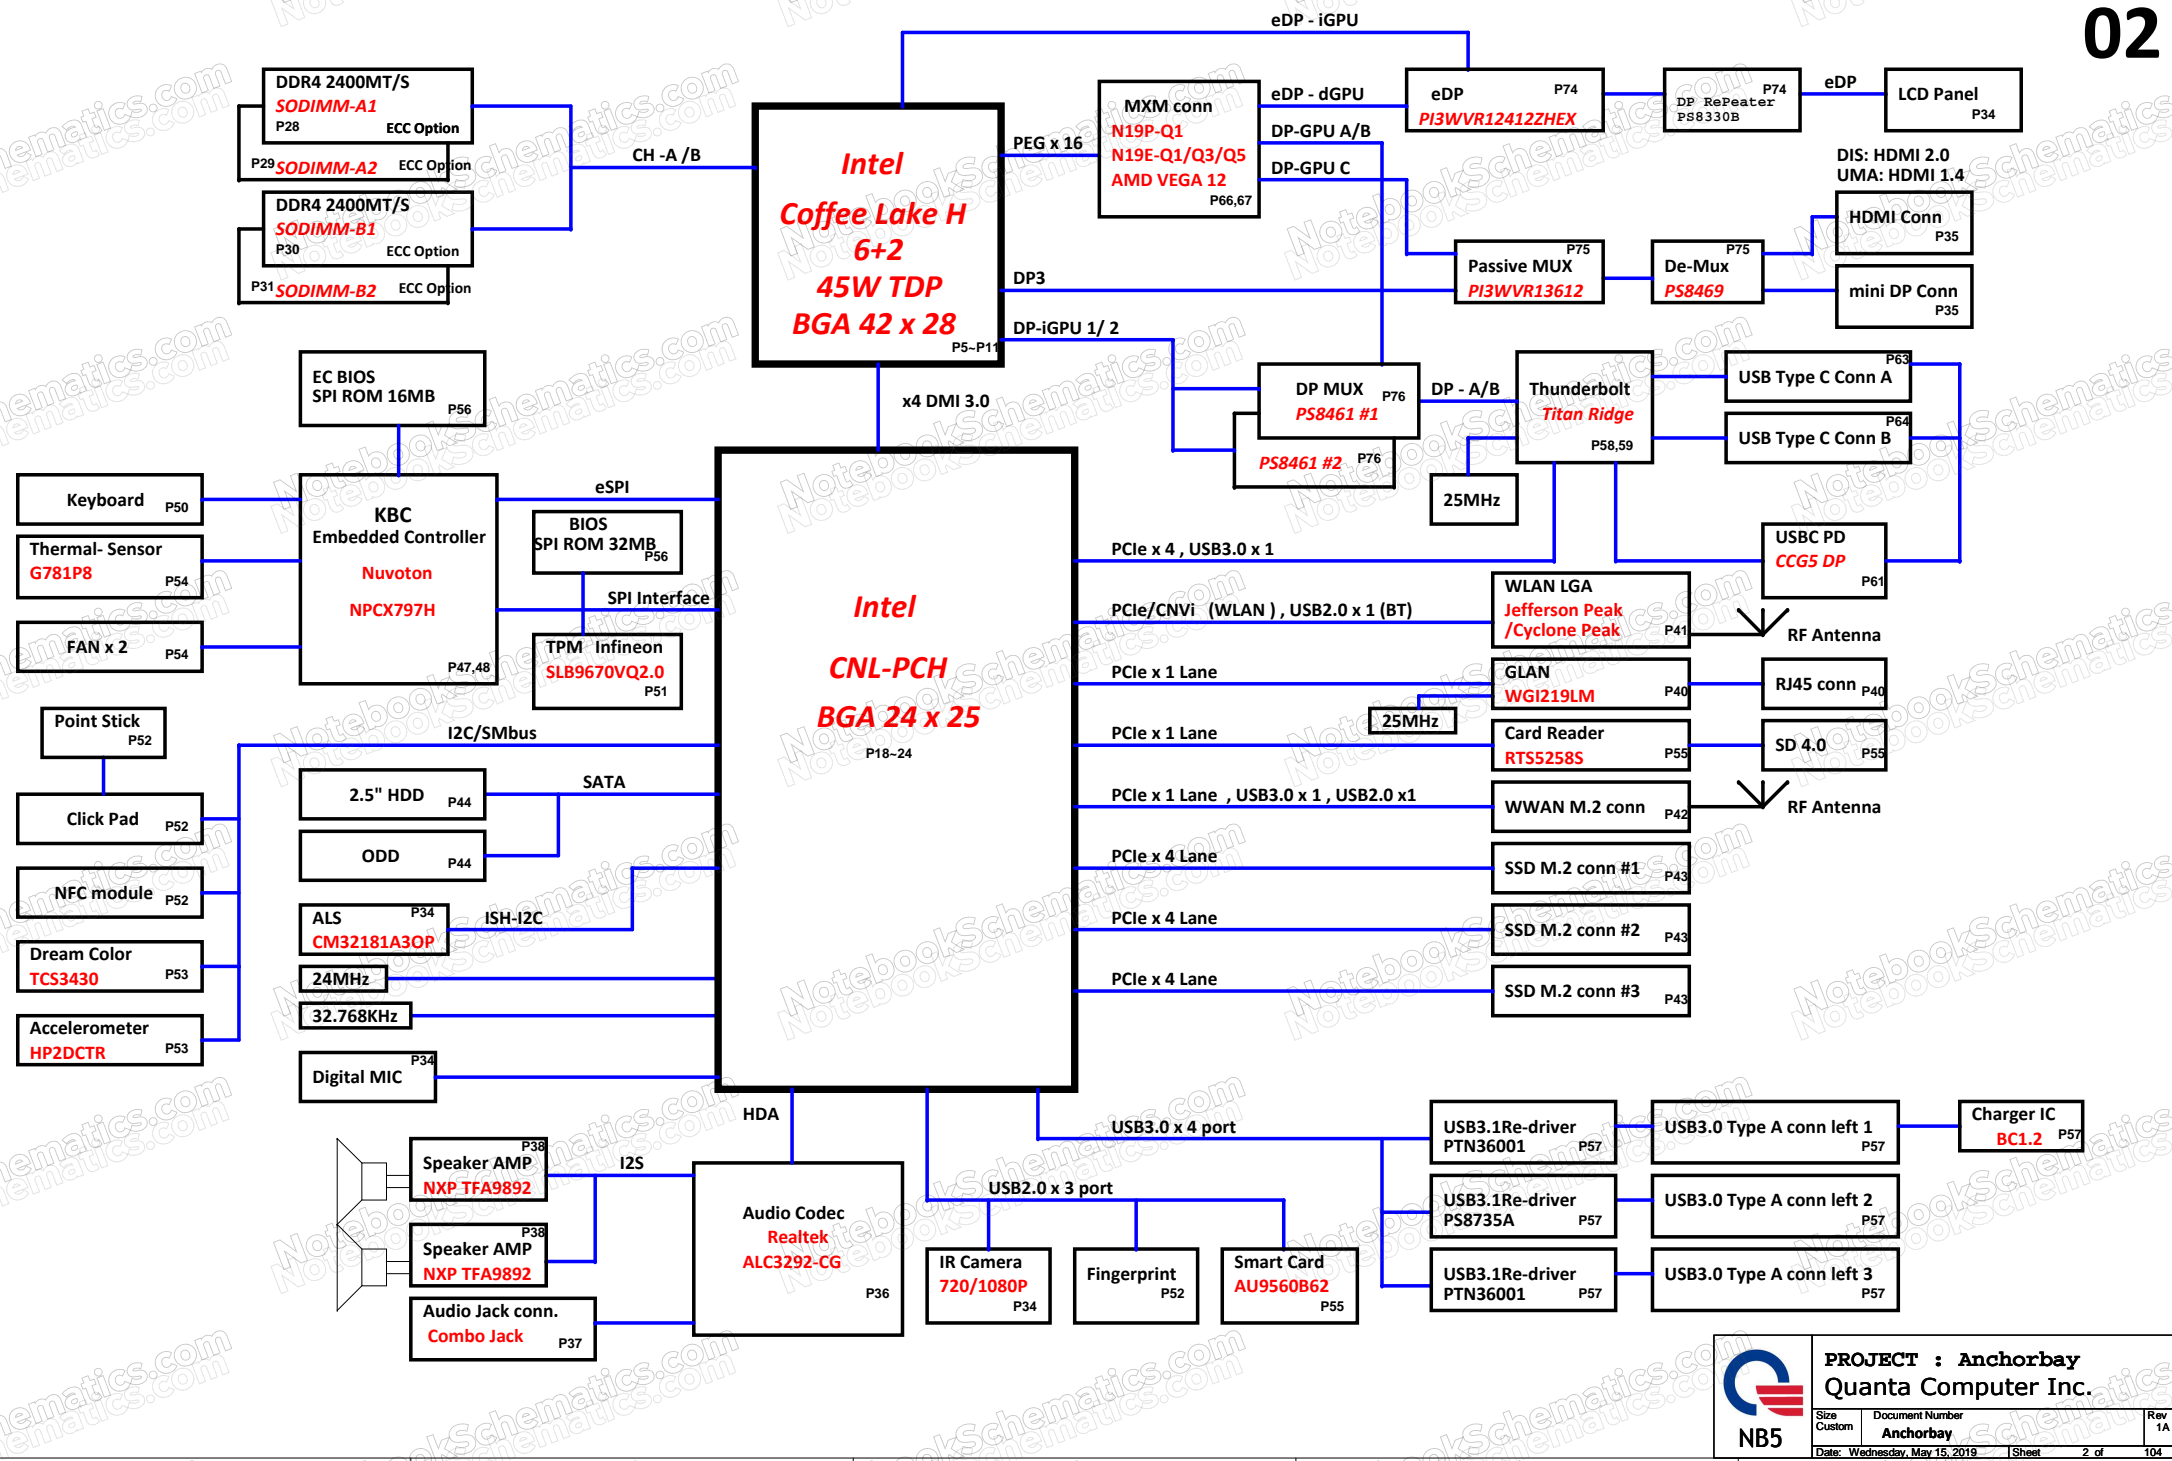 02
eDP - iGPU
DDR4 2400MT/S
SODIMM-A1
P28
ECC Option
P29 SODIMM-A2 ECC Option
DDR4 2400MT/S
SODIMM-B1
P30
ECC Option
P31 SODIMM-B2 ECC Option
CH -A /B
Intel
Coffee Lake H
6+2
45W TDP
BGA 42 x 28
P5~P11
PEG x 16
MXM conn
N19P-Q1
N19E-Q1/Q3/Q5
AMD VEGA 12
P66,67
eDP - dGPU
DP-GPU A/B
DP-GPU C
eDP P74
PI3WVR12412ZHEX
P74
DP RePeater
PS8330B
eDP
LCD Panel
P34
DIS: HDMI 2.0
UMA: HDMI 1.4
HDMI Conn
P35
mini DP Conn
P35
DP3
P75
Passive MUX
PI3WVR13612
P75
De-Mux
PS8469
DP-iGPU 1/ 2
DP MUX P76
PS8461 #1
PS8461 #2 P76
DP - A/B
Thunderbolt
Titan Ridge
P58,59
25MHz
P63
USB Type C Conn A
P64
USB Type C Conn B
USBC PD
CCG5 DP
P61
x4 DMI 3.0
EC BIOS
SPI ROM 16MB
P56
Keyboard P50
Thermal- Sensor
G781P8 P54
FAN x 2 P54
KBC
Embedded Controller
Nuvoton
NPCX797H
P47,48
eSPI
BIOS
SPI ROM 32MB
P56
SPI Interface
TPM Infineon
SLB9670VQ2.0
P51
Intel
CNL-PCH
BGA 24 x 25
P18~24
PCIe x 4 , USB3.0 x 1
PCIe/CNVi (WLAN ) , USB2.0 x 1 (BT)
WLAN LGA
Jefferson Peak
/Cyclone Peak P41
RF Antenna
PCIe x 1 Lane
GLAN
WGI219LM P40
RJ45 conn P40
25MHz
PCIe x 1 Lane
Card Reader
RTS5258S P55
SD 4.0 P55
PCIe x 1 Lane , USB3.0 x 1 , USB2.0 x1
WWAN M.2 conn P42
RF Antenna
PCIe x 4 Lane
SSD M.2 conn #1 P43
PCIe x 4 Lane
SSD M.2 conn #2 P43
PCIe x 4 Lane
SSD M.2 conn #3 P43
Point Stick
P52
Click Pad P52
NFC module P52
Dream Color
TCS3430 P53
Accelerometer
HP2DCTR P53
I2C/SMbus
2.5" HDD P44
SATA
ODD P44
ALS P34
CM32181A3OP
ISH-I2C
24MHz
32.768KHz
P34
Digital MIC
HDA
P38
Speaker AMP
NXP TFA9892
I2S
P38
Speaker AMP
NXP TFA9892
Audio Jack conn.
Combo Jack P37
Audio Codec
Realtek
ALC3292-CG
P36
USB2.0 x 3 port
IR Camera
720/1080P
P34
Fingerprint
P52
Smart Card
AU9560B62
P55
USB3.0 x 4 port
USB3.1Re-driver
PTN36001 P57
USB3.0 Type A conn left 1
P57
Charger IC
BC1.2 P57
USB3.1Re-driver
PS8735A P57
USB3.0 Type A conn left 2
P57
USB3.1Re-driver
PTN36001 P57
USB3.0 Type A conn left 3
P57
NB5
PROJECT : Anchorbay
Quanta Computer Inc.
Size
Custom
Document Number
Anchorbay
Rev
1A
Date: Wednesday, May 15, 2019 Sheet 2 of 104
NotebookSchematics.com